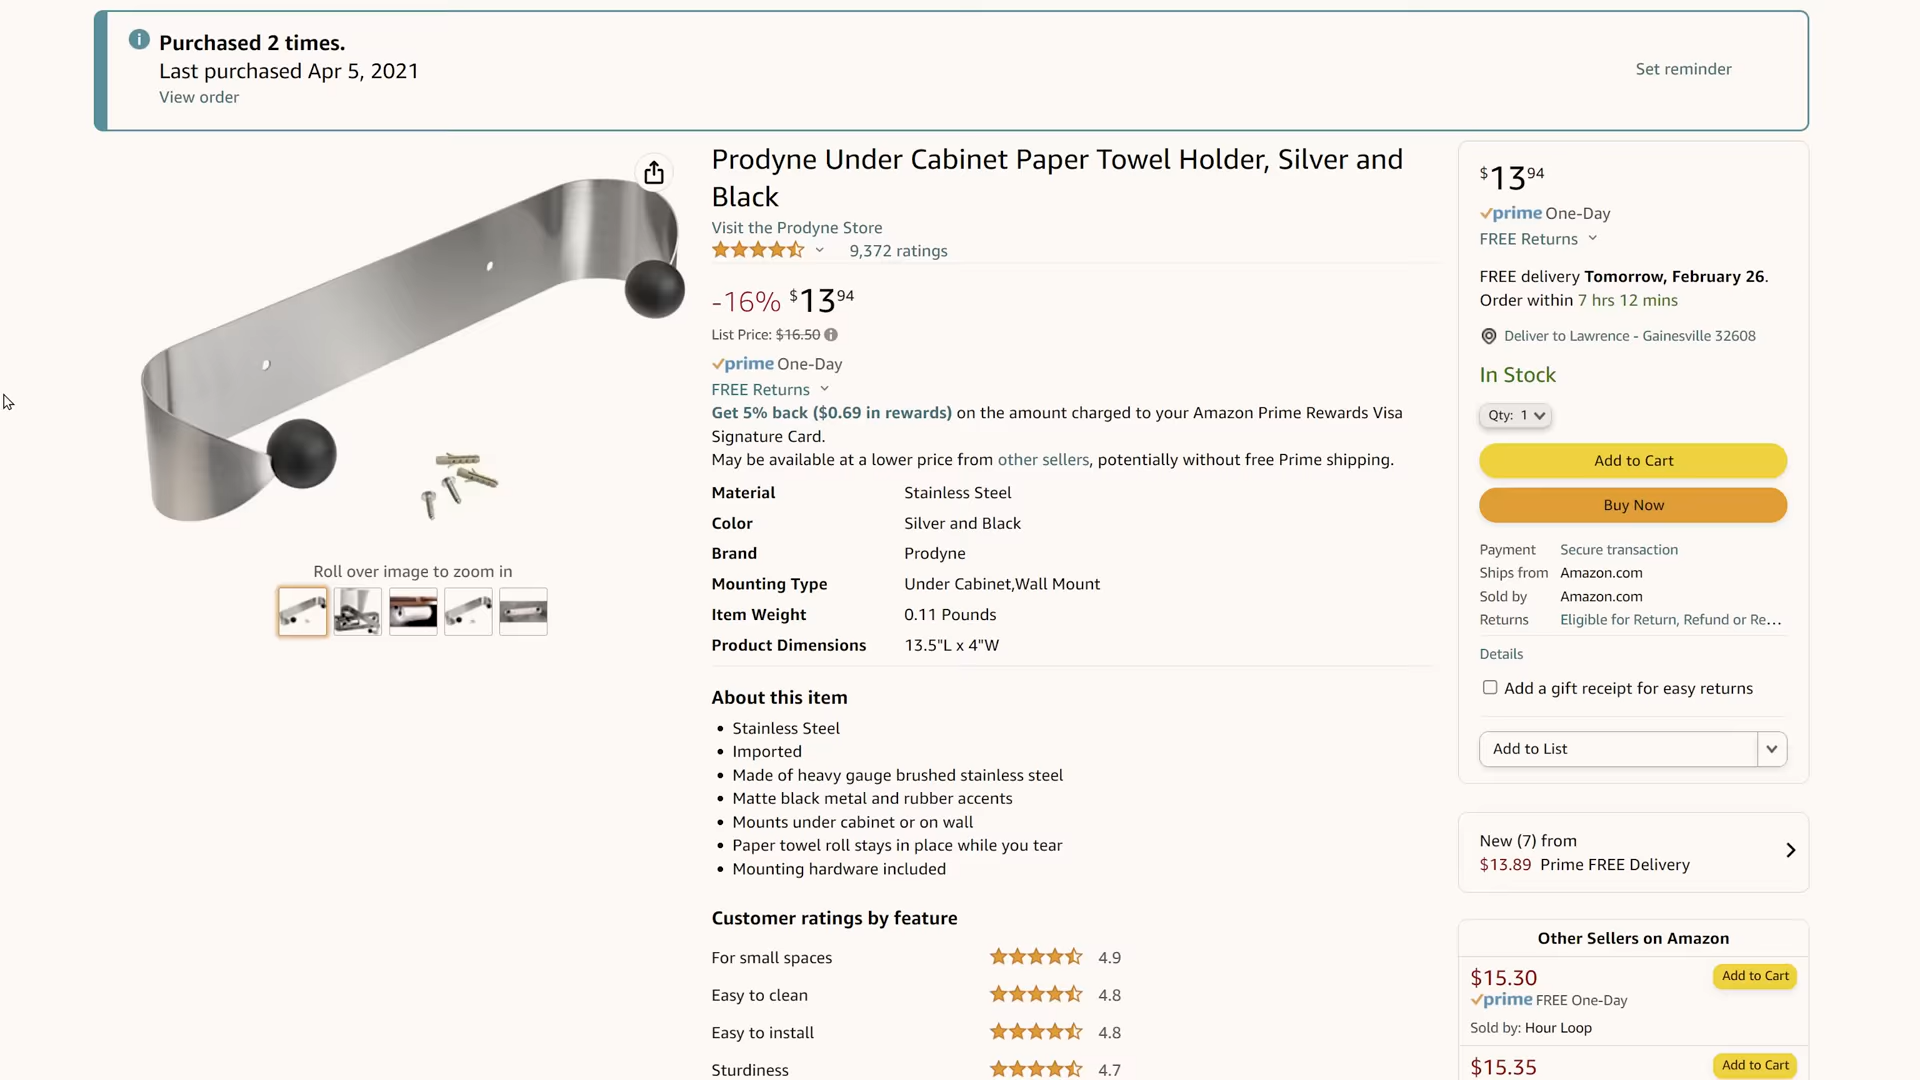 Purchased 2 times.
Last purchased Apr 5, 2021
View order
Set reminder
Prodyne Under Cabinet Paper Towel Holder, Silver and
Black
Visit the Prodyne Store
9,372 ratings
-16% $13 94
List Price: $16.50
prime One-Day
FREE Returns
Get 5% back ($0.69 in rewards) on the amount charged to your Amazon Prime Rewards Visa
Signature Card.
May be available at a lower price from other sellers, potentially without free Prime shipping.
Material Stainless Steel
Color Silver and Black
Brand Prodyne
Mounting Type Under Cabinet,Wall Mount
Item Weight 0.11 Pounds
Product Dimensions 13.5"L x 4"W
Roll over image to zoom in
About this item
• Stainless Steel
• Imported
• Made of heavy gauge brushed stainless steel
• Matte black metal and rubber accents
• Mounts under cabinet or on wall
• Paper towel roll stays in place while you tear
• Mounting hardware included
Customer ratings by feature
For small spaces 4.9
Easy to clean 4.8
Easy to install 4.8
Sturdiness 4.7
$13 94
prime One-Day
FREE Returns
FREE delivery Tomorrow, February 26.
Order within 7 hrs 12 mins
Deliver to Lawrence - Gainesville 32608
In Stock
Qty: 1
Add to Cart
Buy Now
Payment Secure transaction
Ships from Amazon.com
Sold by Amazon.com
Returns Eligible for Return, Refund or Re...
Details
Add a gift receipt for easy returns
Add to List
New (7) from
$13.89 Prime FREE Delivery
Other Sellers on Amazon
$15.30 Add to Cart
prime FREE One-Day
Sold by: Hour Loop
$15.35 Add to Cart